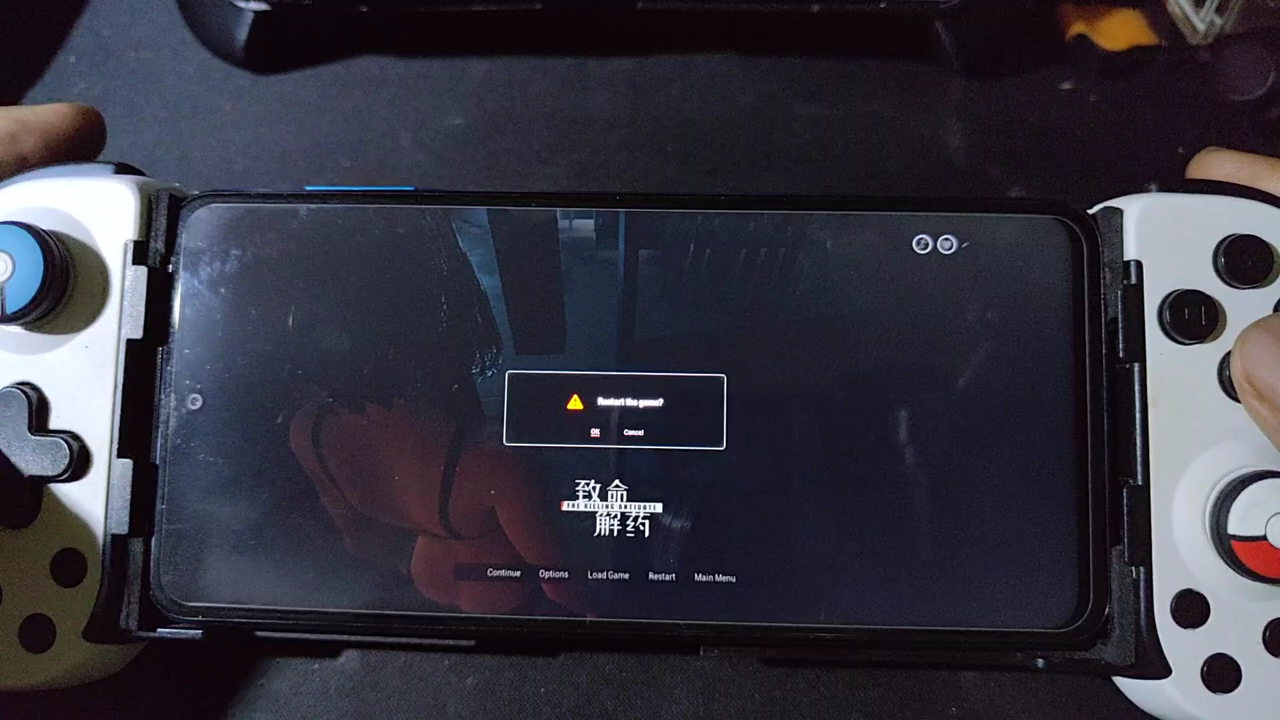 Restart the game?
OK Cancel
致命
THE KILLING ANTIDOTE
解药
Continue Options Load Game Restart Main Menu